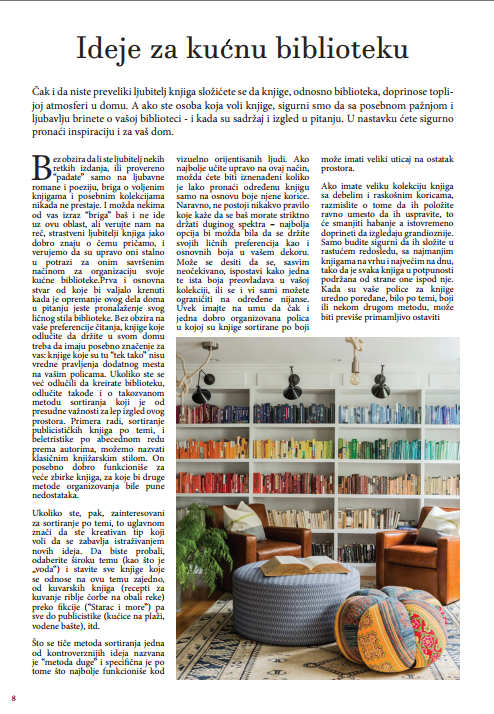 Ideje za kućnu biblioteku
Čak i da niste preveliki ljubitelj knjiga složićete se da knjige, odnosno biblioteka, doprinose topli-
joj atmosferi u domu. A ako ste osoba koja voli knjige, sigurni smo da sa posebnom pažnjom i
ljubavlju brinete o vašoj biblioteci - i kada su sadržaj i izgled u pitanju. U nastavku ćete sigurno
pronaći inspiraciju i za vaš dom.
Bez obzira da li ste ljubitelj nekih
retkih izdanja, ili provereno
"padate" samo na ljubavne
romane i poeziju, briga o voljenim
knjigama i posebnim kolekcijama
nikada ne prestaje. I možda nekima
od vas izraz "briga" baš i ne ide
uz ovu oblast, ali verujte nam na
reč, strastveni ljubitelji knjiga jako
dobro znaju o čemu pričamo, i
verujemo da su upravo oni stalno
u potrazi za onim savršenim
načinom za organizaciju svoje
kućne biblioteke.Prva i osnovna
stvar od koje bi valjalo krenuti
kada je opremanje ovog dela doma
u pitanju jeste pronalaženje svog
ličnog stila biblioteke. Bez obzira na
vaše preferencije čitanja, knjige koje
odlučite da držite u svom domu
treba da imaju posebno značenje za
vas: knjige koje su tu "tek tako" nisu
vredne pravljenja dodatnog mesta
na vašim policama. Ukoliko ste se
već odlučili da kreirate biblioteku,
odlučite takođe i o takozvanom
metodu sortiranja koji je od
presudne važnosti za lep izgled ovog
prostora. Primera radi, sortiranje
publicističkih knjiga po temi, i
beletristike po abecednom redu
prema autorima, možemo nazvati
klasičnim knjižarskim stilom. On
posebno dobro funkcioniše za
veće zbirke knjiga, za koje bi druge
metode organizovanja bile pune
nedostataka.
Ukoliko ste, pak, zainteresovani
za sortiranje po temi, to uglavnom
znači da ste kreativan tip koji
voli da se zabavlja istraživanjem
novih ideja. Da biste probali,
odaberite široku temu (kao što je
„voda”) i stavite sve knjige koje
se odnose na ovu temu zajedno,
od kuvarskih knjiga (recepti za
kuvanje riblje čorbe na obali reke)
preko fikcije ("Starac i more") pa
sve do publicistike (kućice na plaži,
vodene bašte), itd.
Što se tiče metoda sortiranja jedna
od kontroverznijih ideja nazvana
je "metoda duge" i specifična je po
tome što najbolje funkcioniše kod
vizuelno orijentisanih ljudi. Ako
najbolje učite upravo na ovaj način,
možda ćete biti iznenađeni koliko
je lako pronaći određenu knjigu
samo na osnovu boje njene korice.
Naravno, ne postoji nikakvo pravilo
koje kaže da se baš morate striktno
držati duginog spektra – najbolja
opcija bi možda bila da se držite
svojih ličnih preferencija kao i
osnovnih boja u vašem dekoru.
Može se desiti da se, sasvim
neočekivano, ispostavi kako jedna
te ista boja preovladava u vašoj
kolekciji, ili se i vi sami možete
ograničiti na određene nijanse.
Uvek imajte na umu da čak i
jedna dobro organizovana polica
u kojoj su knjige sortirane po boji
može imati veliki uticaj na ostatak
prostora.
Ako imate veliku kolekciju knjiga
sa debelim i raskošnim koricama,
razmislite o tome da ih položite
ravno umesto da ih uspravite, to
će smanjiti habanje a istovremeno
doprineti da izgledaju grandioznije.
Samo budite sigurni da ih složite u
rastućem redosledu, sa najmanjim
knjigama na vrhu i najvećim na dnu,
tako da je svaka knjiga u potpunosti
podržana od strane one ispod nje.
Kada su vaše police za knjige
uredno poređane, bilo po temi, boji
ili nekom drugom metodu, može
biti previše primamljivo ostaviti
8